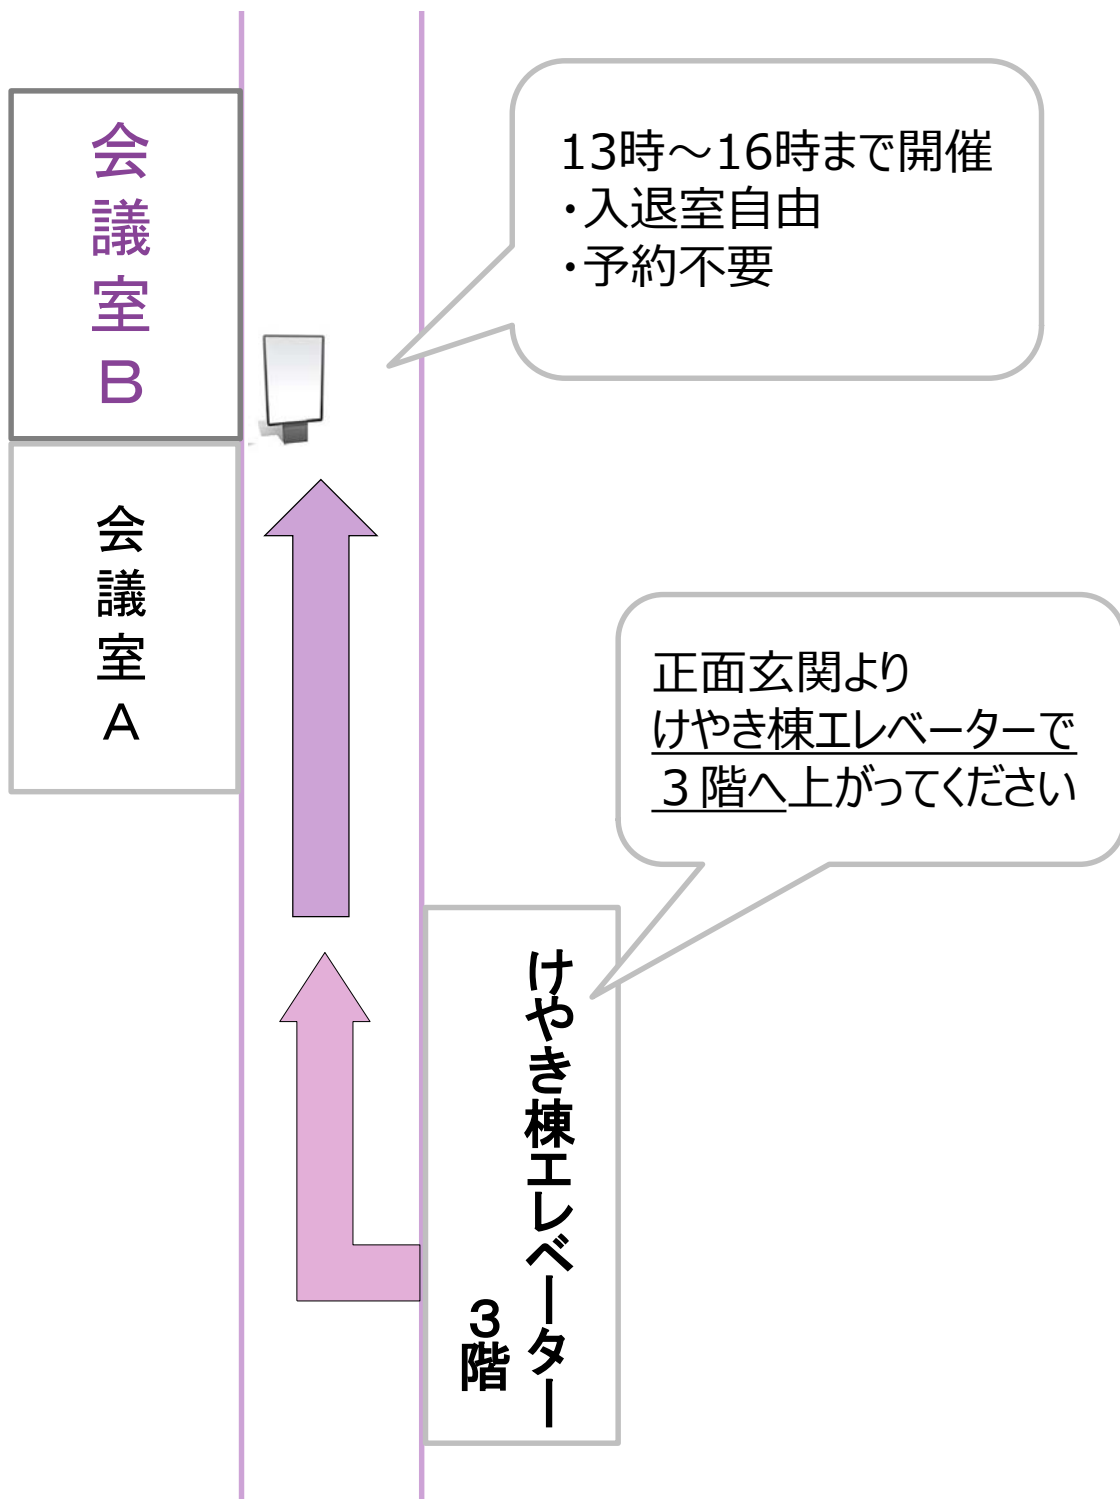 会議室B
13時～16時まで開催
・入退室自由
・予約不要
会議室A
正面玄関より
けやき棟エレベーターで
３階へ上がってください
けやき棟エレベーター
３階